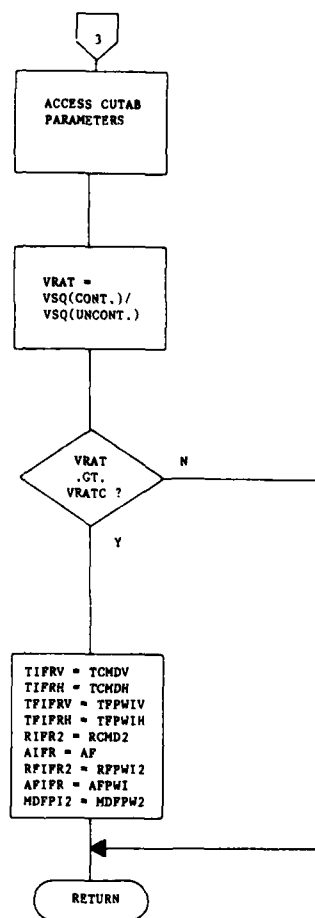 3
ACCESS CUTAB
PARAMETERS
VRAT =
VSQ(CONT.)/
VSQ(UNCONT.)
VRAT
.GT.
VRATC ?
N
Y
TIFRV = TCMDV
TIFRH = TCMDH
TFIFRV = TFPWIV
TFIFRH = TFPWIH
RIFR2 = RCMD2
AIFR = AF
RFIFR2 = RFPWI2
AFIFR = AFPWI
MDFPI2 = MDFPW2
RETURN